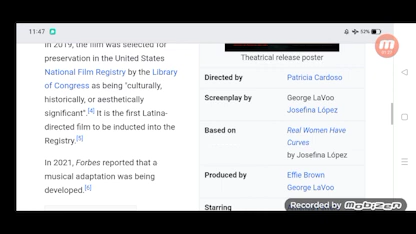 11:47
52%
In 2019, the film was selected for
preservation in the United States
National Film Registry by the Library
of Congress as being "culturally,
historically, or aesthetically
significant".[4] It is the first Latina-
directed film to be inducted into the
Registry.[5]
In 2021, Forbes reported that a
musical adaptation was being
developed.[6]
Theatrical release poster
Directed by Patricia Cardoso
Screenplay by George LaVoo
Josefina López
Based on Real Women Have
Curves
by Josefina López
Produced by Effie Brown
George LaVoo
Starring
Recorded by Mobizen